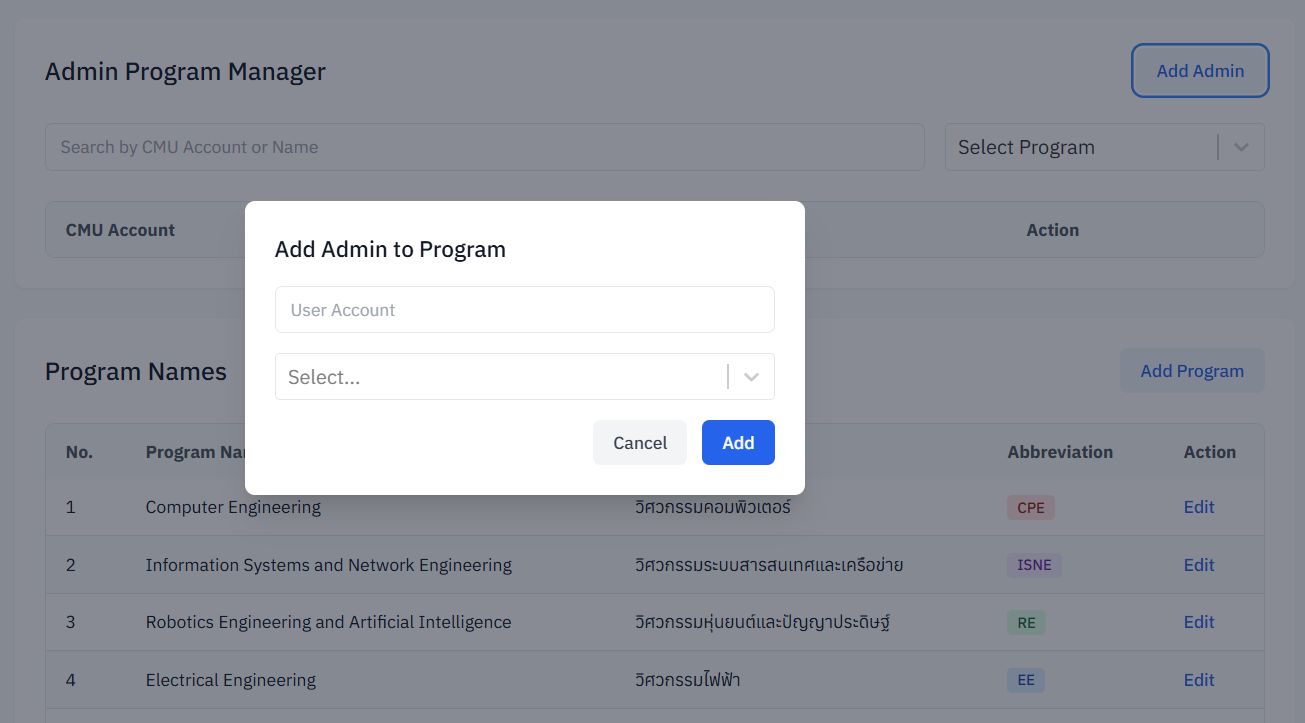 Admin Program Manager
Add Admin
Search by CMU Account or Name
Select Program
CMU Account
Action
Add Admin to Program
User Account
Select...
Cancel
Add
Program Names
Add Program
No.
Abbreviation
Action
1 Computer Engineering วิศวกรรมคอมพิวเตอร์ CPE Edit
2 Information Systems and Network Engineering วิศวกรรมระบบสารสนเทศและเครือข่าย ISNE Edit
3 Robotics Engineering and Artificial Intelligence วิศวกรรมหุ่นยนต์และปัญญาประดิษฐ์ RE Edit
4 Electrical Engineering วิศวกรรมไฟฟ้า EE Edit